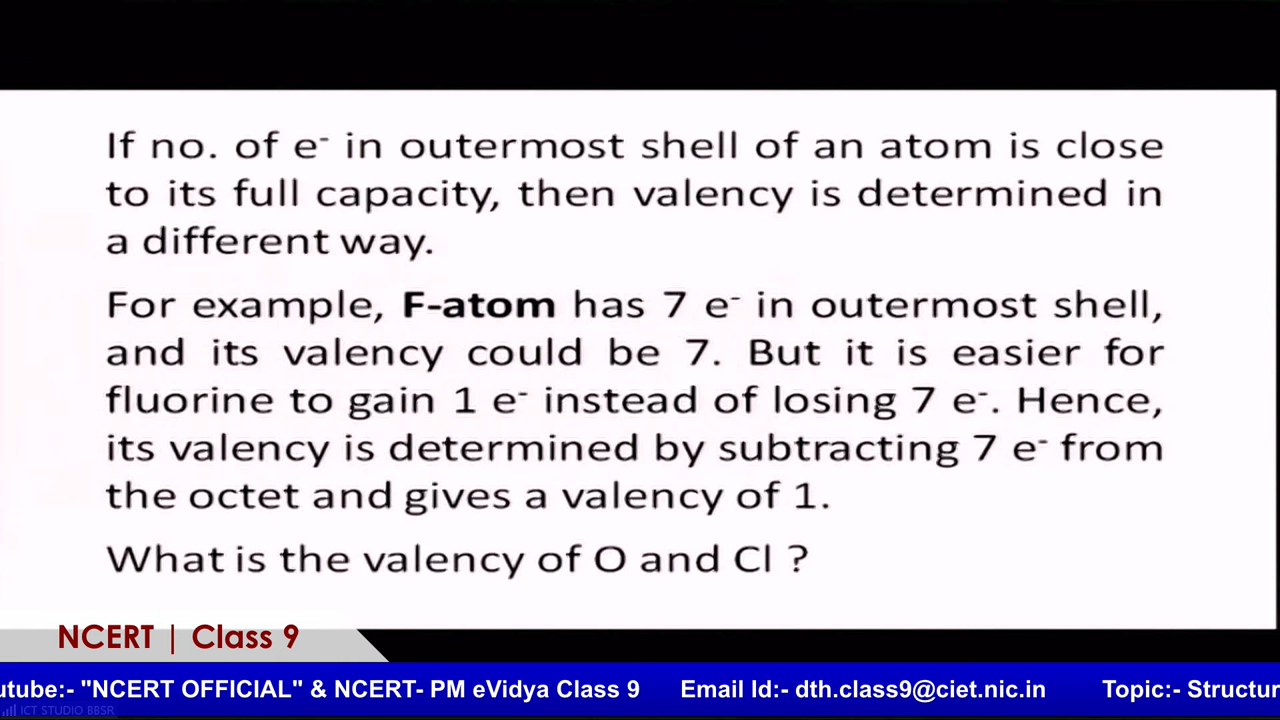 If no. of e⁻ in outermost shell of an atom is close
to its full capacity, then valency is determined in
a different way.
For example, F-atom has 7 e⁻ in outermost shell,
and its valency could be 7. But it is easier for
fluorine to gain 1 e⁻ instead of losing 7 e⁻. Hence,
its valency is determined by subtracting 7 e⁻ from
the octet and gives a valency of 1.
What is the valency of O and Cl ?
NCERT | Class 9
utube:- "NCERT OFFICIAL" & NCERT- PM eVidya Class 9 Email Id:- dth.class9@ciet.nic.in Topic:- Structur
ICT STUDIO BBSR